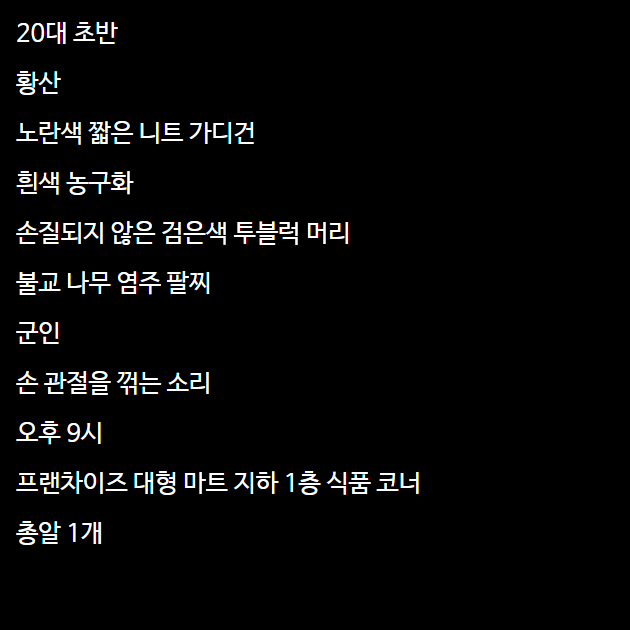 20대 초반
황산
노란색 짧은 니트 가디건
흰색 농구화
손질되지 않은 검은색 투블럭 머리
불교 나무 염주 팔찌
군인
손 관절을 꺾는 소리
오후 9시
프랜차이즈 대형 마트 지하 1층 식품 코너
총알 1개